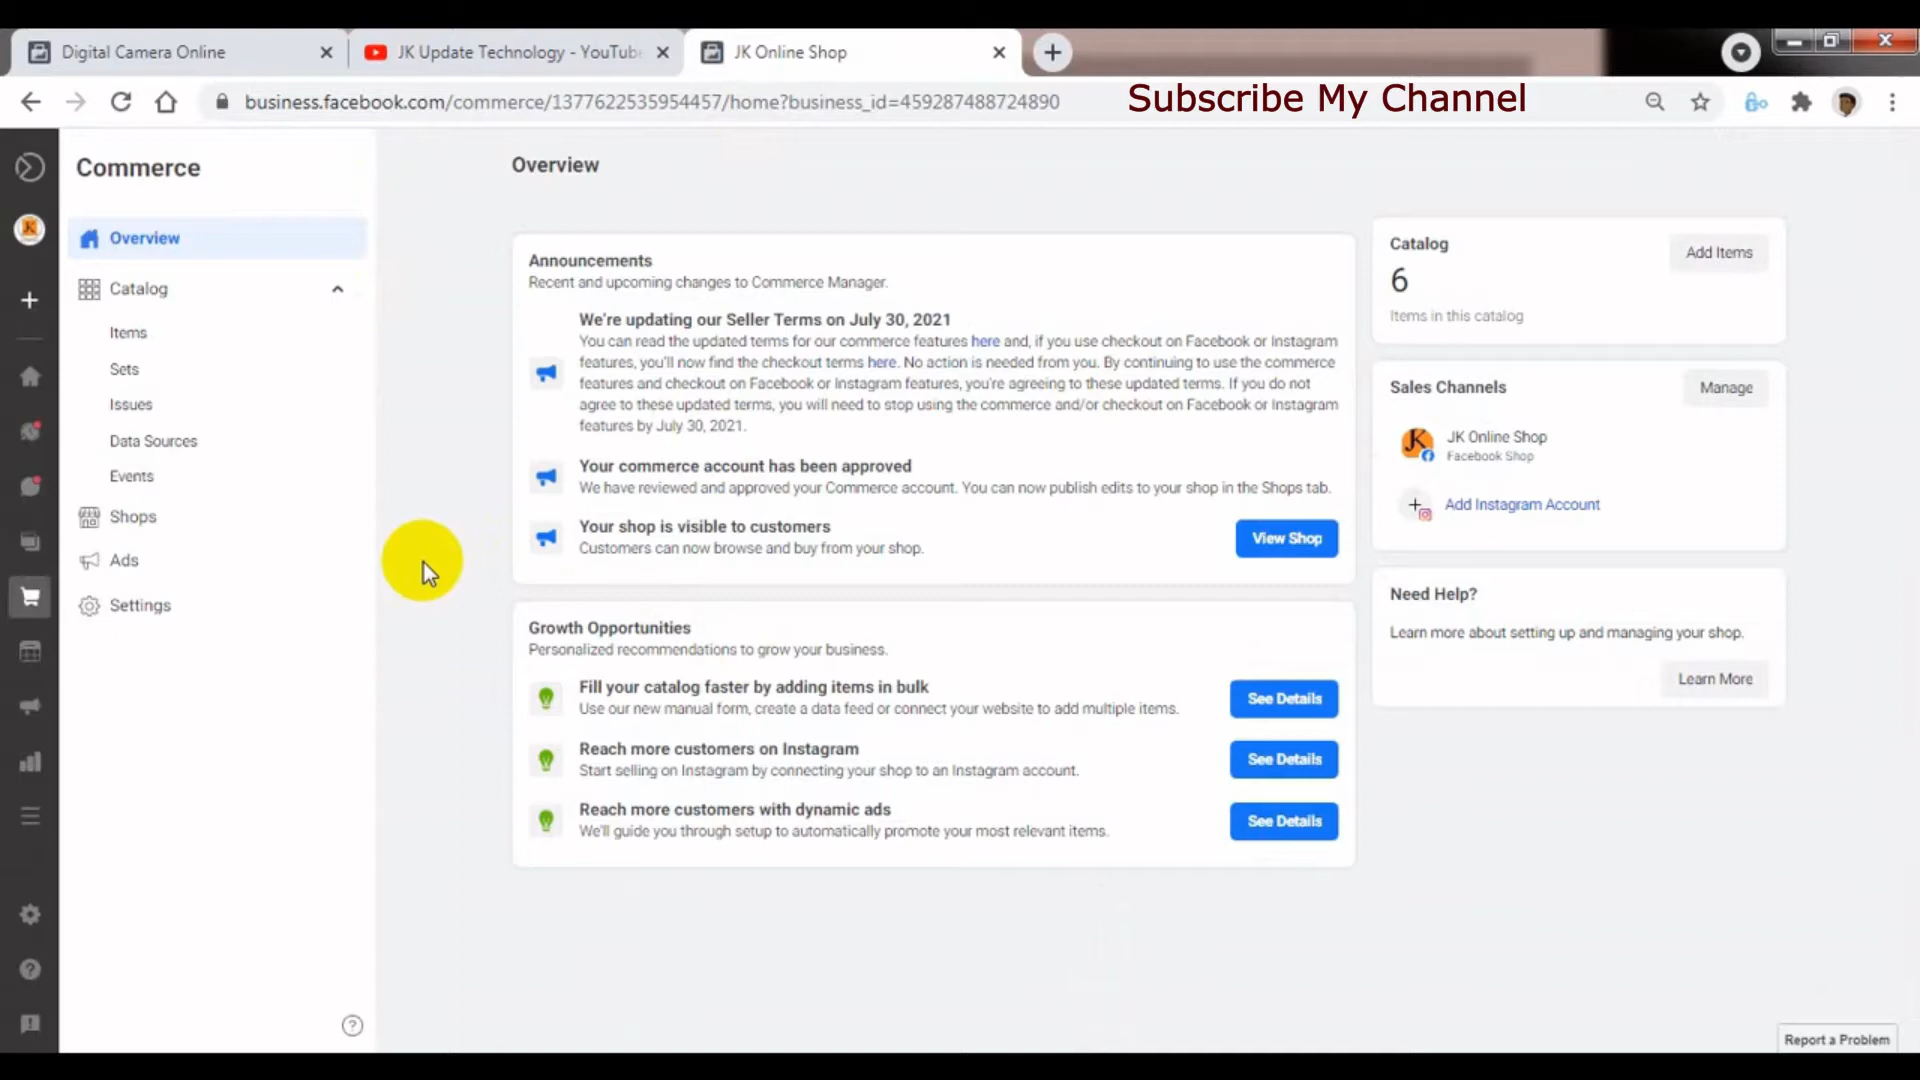 Digital Camera Online
JK Update Technology - YouTube
JK Online Shop
business.facebook.com/commerce/1377622535954457/home?business_id=459287488724890
Subscribe My Channel
Commerce
Overview
Catalog
Items
Sets
Issues
Data Sources
Events
Shops
Ads
Settings
Overview
Announcements
Recent and upcoming changes to Commerce Manager.
We're updating our Seller Terms on July 30, 2021
You can read the updated terms for our commerce features here and, if you use checkout on Facebook or Instagram
features, you'll now find the checkout terms here. No action is needed from you. By continuing to use the commerce
features and checkout on Facebook or Instagram features, you're agreeing to these updated terms. If you do not
agree to these updated terms, you will need to stop using the commerce and/or checkout on Facebook or Instagram
features by July 30, 2021.
Your commerce account has been approved
We have reviewed and approved your Commerce account. You can now publish edits to your shop in the Shops tab.
Your shop is visible to customers
Customers can now browse and buy from your shop.
View Shop
Growth Opportunities
Personalized recommendations to grow your business.
Fill your catalog faster by adding items in bulk
Use our new manual form, create a data feed or connect your website to add multiple items.
See Details
Reach more customers on Instagram
Start selling on Instagram by connecting your shop to an Instagram account.
See Details
Reach more customers with dynamic ads
We'll guide you through setup to automatically promote your most relevant items.
See Details
Catalog
Add Items
6
Items in this catalog
Sales Channels
Manage
JK Online Shop
Facebook Shop
Add Instagram Account
Need Help?
Learn more about setting up and managing your shop.
Learn More
Report a Problem